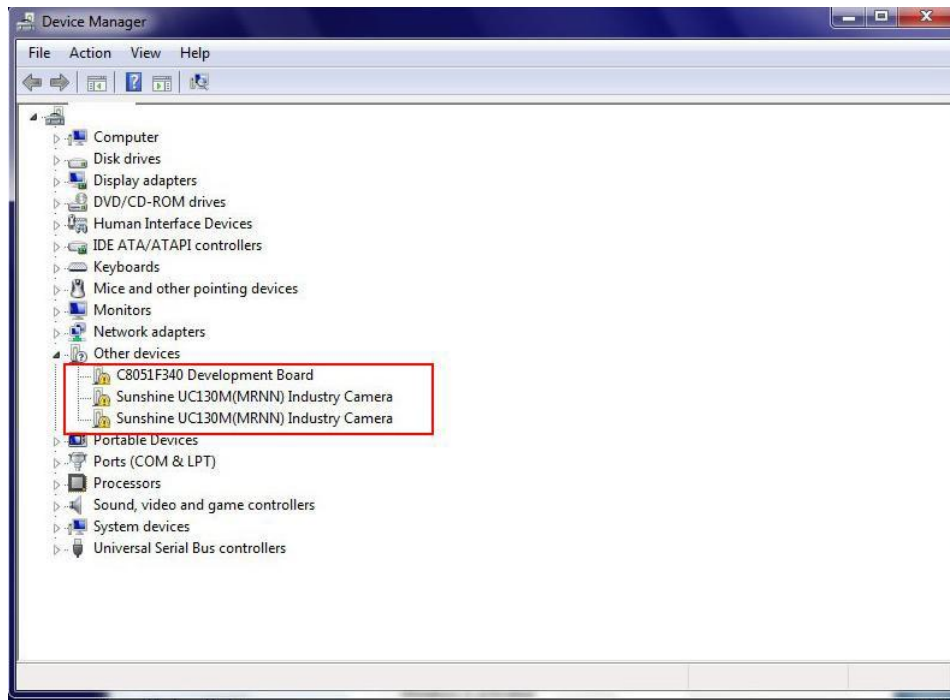 Device Manager
File Action View Help
Computer
Disk drives
Display adapters
DVD/CD-ROM drives
Human Interface Devices
IDE ATA/ATAPI controllers
Keyboards
Mice and other pointing devices
Monitors
Network adapters
Other devices
C8051F340 Development Board
Sunshine UC130M(MRNN) Industry Camera
Sunshine UC130M(MRNN) Industry Camera
Portable Devices
Ports (COM & LPT)
Processors
Sound, video and game controllers
System devices
Universal Serial Bus controllers